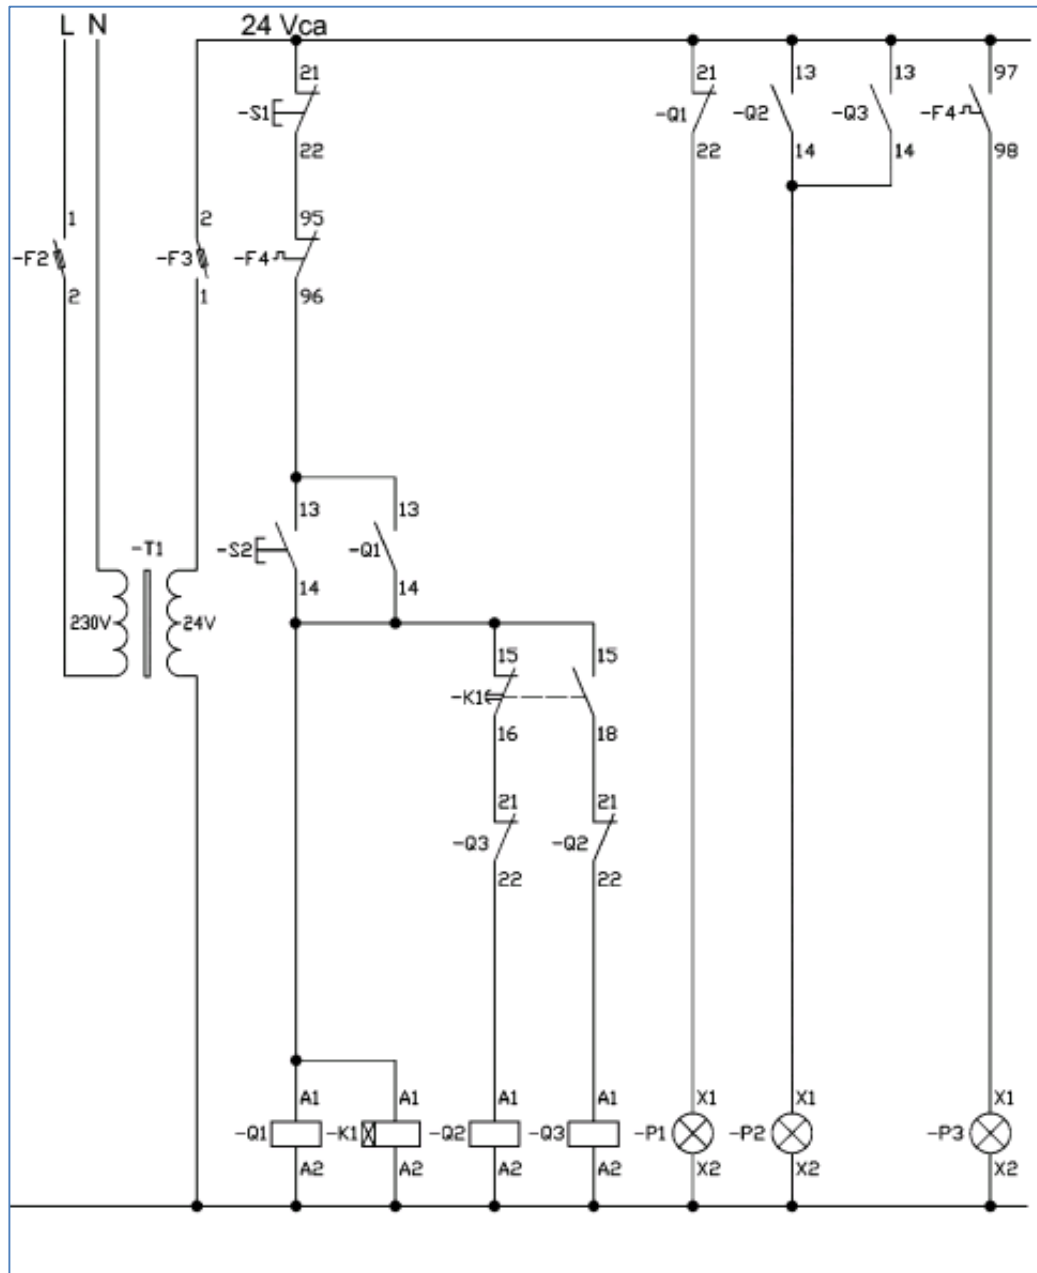 L N 24 Vca
21 21 13 13 97
-S1 -Q1 -Q2 -Q3 -F4
22 22 14 14 98
1 2 95
-F2 -F3 -F4
2 1 96
13 13
-T1 -S2 -Q1
14 14
230V 24V
15 15
-K1
16 18
21 21
-Q3 -Q2
22 22
A1 A1 A1 A1 X1 X1 X1
-Q1 -K1 -Q2 -Q3 -P1 -P2 -P3
A2 A2 A2 A2 X2 X2 X2